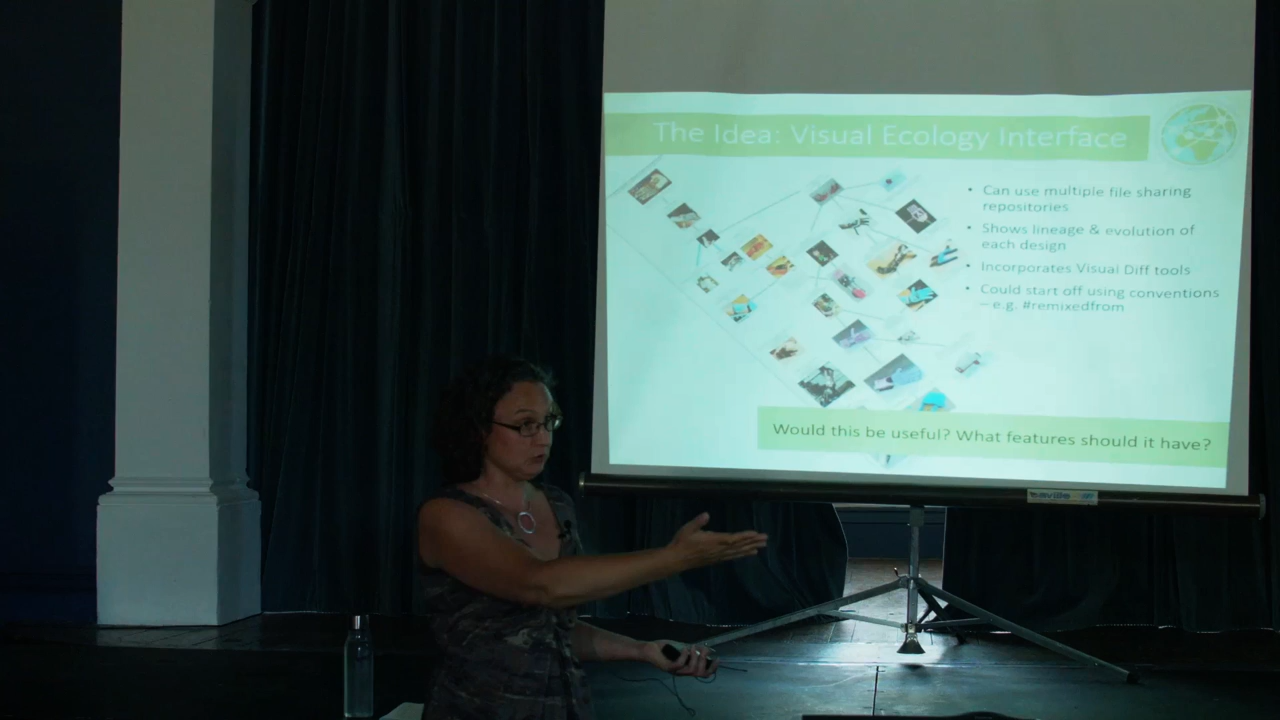 The Idea: Visual Ecology Interface
• Can use multiple file sharing
repositories
• Shows lineage & evolution of
each design
• Incorporates Visual Diff tools
• Could start off using conventions
– e.g. #remixedfrom
Would this be useful? What features should it have?